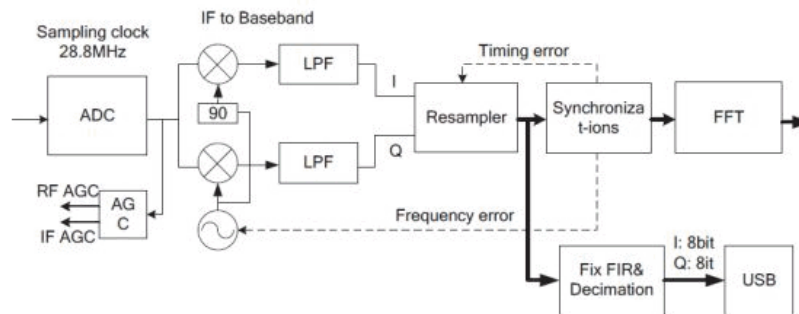 IF to Baseband
Sampling clock
28.8MHz
ADC
90
LPF
LPF
I
Q
Resampler
Timing error
Synchroniza
t-ions
FFT
RF AGC
IF AGC
AG
C
Frequency error
Fix FIR&
Decimation
I: 8bit
Q: 8it
USB